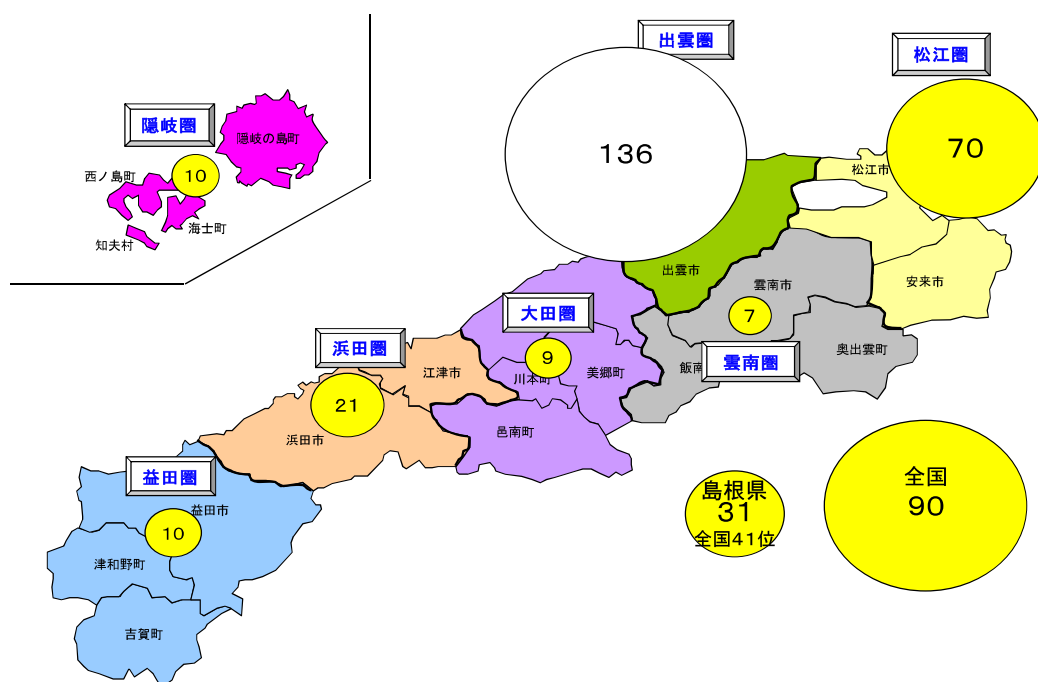 出雲圏
松江圏
136
70
隠岐圏
隠岐の島町
10
西ノ島町
海士町
知夫村
松江市
出雲市
安来市
雲南市
7
大田圏
9
奥出雲町
飯南
雲南圏
浜田圏
江津市
川本町
美郷町
21
浜田市
邑南町
益田圏
益田市
10
津和野町
吉賀町
島根県
31
全国41位
全国
90